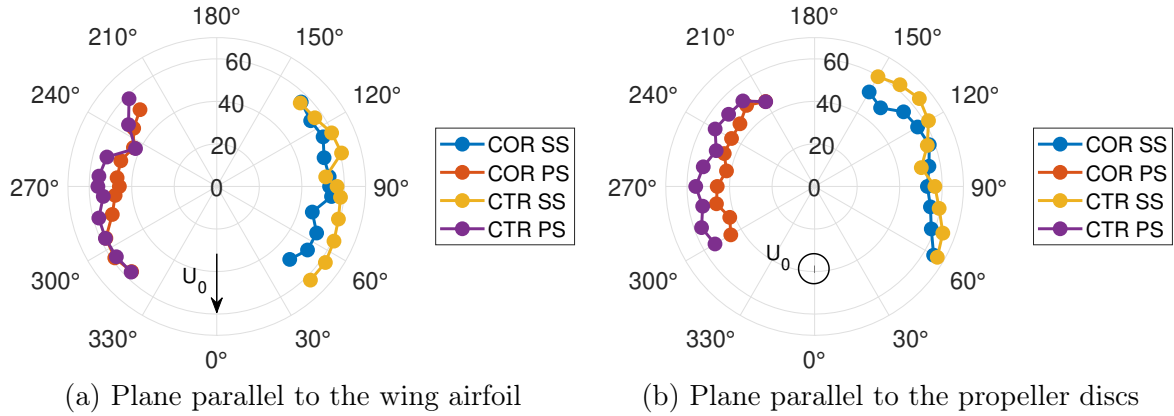 180°
210°
150°
240°
120°
270°
90°
300°
60°
330°
30°
0°
60
40
20
0
U₀
COR SS
COR PS
CTR SS
CTR PS
(a) Plane parallel to the wing airfoil
180°
210°
150°
240°
120°
270°
90°
300°
60°
330°
30°
0°
60
40
20
0
U₀
COR SS
COR PS
CTR SS
CTR PS
(b) Plane parallel to the propeller discs